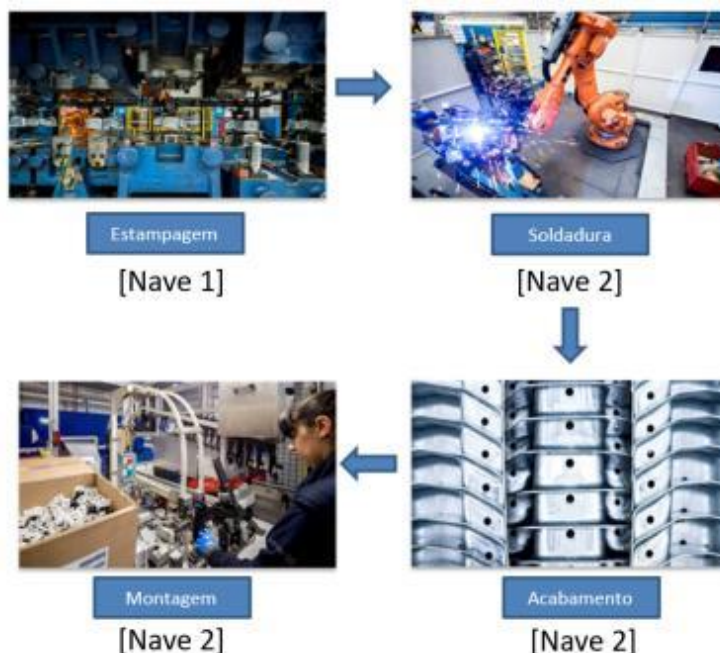 Estampagem
[Nave 1]
Soldadura
[Nave 2]
Acabamento
[Nave 2]
Montagem
[Nave 2]